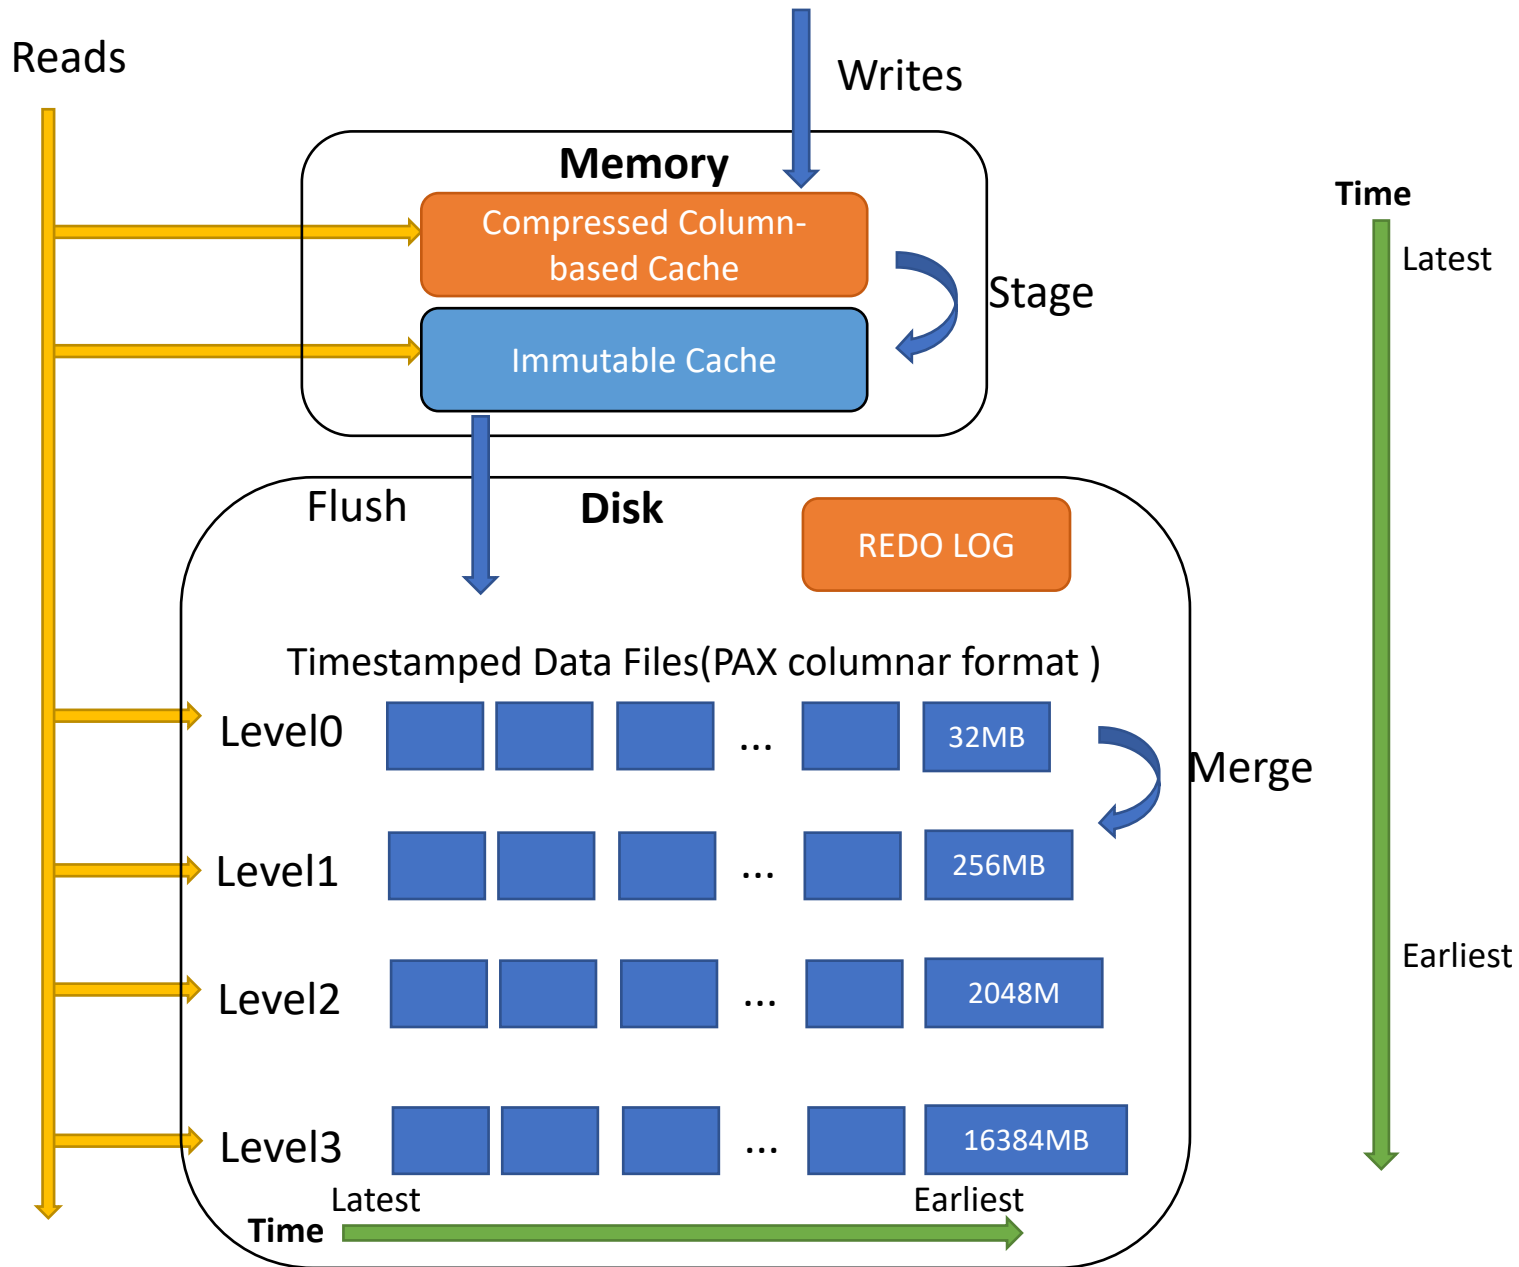 Reads
Writes
Memory
Time
Compressed Column-
based Cache
Latest
Stage
Immutable Cache
Flush
Disk
REDO LOG
Timestamped Data Files(PAX columnar format )
Level0
...
32MB
Merge
Level1
...
256MB
Earliest
Level2
...
2048M
Level3
...
16384MB
Latest
Earliest
Time